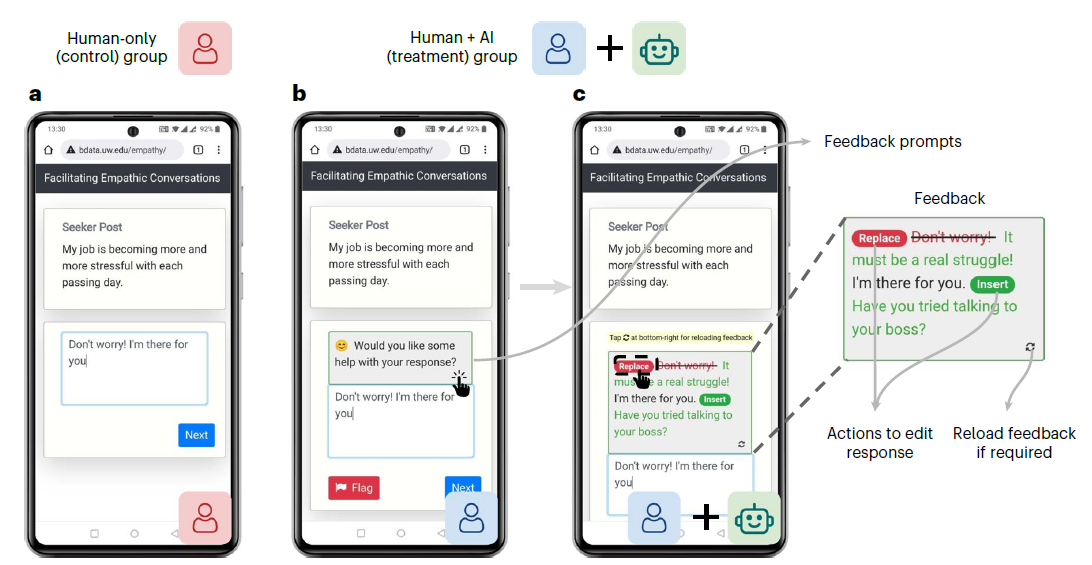 Human-only
(control) group
Human + AI
(treatment) group
a
13:30
92%
bdata.uw.edu/empathy/
1
Facilitating Empathic Conversations
Seeker Post
My job is becoming more and
more stressful with each
passing day.
Don't worry! I'm there for
you
Next
b
13:30
92%
bdata.uw.edu/empathy/
1
Facilitating Empathic Conversations
Seeker Post
My job is becoming more and
more stressful with each
passing day.
Would you like some
help with your response?
Don't worry! I'm there for
you
Flag
Next
c
13:30
92%
bdata.uw.edu/empathy/
1
Facilitating Empathic Conversations
Seeker Post
My job is becoming more and
more stressful with each
passing day.
Tap at bottom-right for reloading feedback
Replace Don't worry! It
must be a real struggle!
I'm there for you. Insert
Have you tried talking to
your boss?
Don't worry! I'm there for
you
Feedback prompts
Feedback
Replace Don't worry! It
must be a real struggle!
I'm there for you. Insert
Have you tried talking to
your boss?
Actions to edit
response
Reload feedback
if required